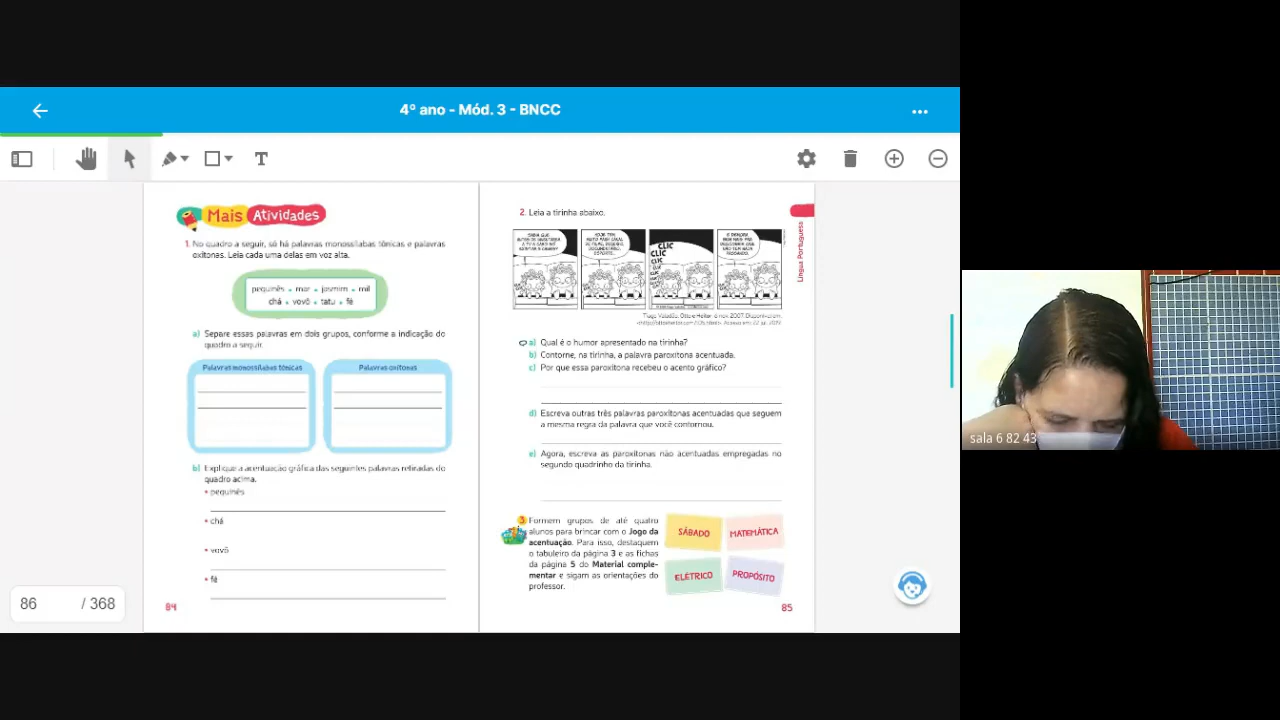 4º ano - Mód. 3 - BNCC
Mais Atividades
1. No quadro a seguir, só há palavras monossílabas tônicas e palavras
oxítonas. Leia cada uma delas em voz alta.
pequinês • mar • jasmim • mil
chá • vovô • tatu • fé
a) Separe essas palavras em dois grupos, conforme a indicação do
quadro a seguir.
Palavras monossílabas tônicas
Palavras oxítonas
b) Explique a acentuação gráfica das seguintes palavras retiradas do
quadro acima.
• pequinês
• chá
• vovô
• fé
84
2. Leia a tirinha abaixo.
CLIC
CLIC
CLIC
a) Qual é o humor apresentado na tirinha?
b) Contorne, na tirinha, a palavra paroxítona acentuada.
c) Por que essa paroxítona recebeu o acento gráfico?
d) Escreva outras três palavras paroxítonas acentuadas que seguem
a mesma regra da palavra que você contornou.
e) Agora, escreva as paroxítonas não acentuadas empregadas no
segundo quadrinho da tirinha.
3 Formem grupos de até quatro
alunos para brincar com o Jogo da
acentuação. Para isso, destaquem
o tabuleiro da página 3 e as fichas
da página 5 do Material comple-
mentar e sigam as orientações do
professor.
SÁBADO
MATEMÁTICA
ELÉTRICO
PROPÓSITO
85
Língua Portuguesa
86 / 368
sala 6 82 43